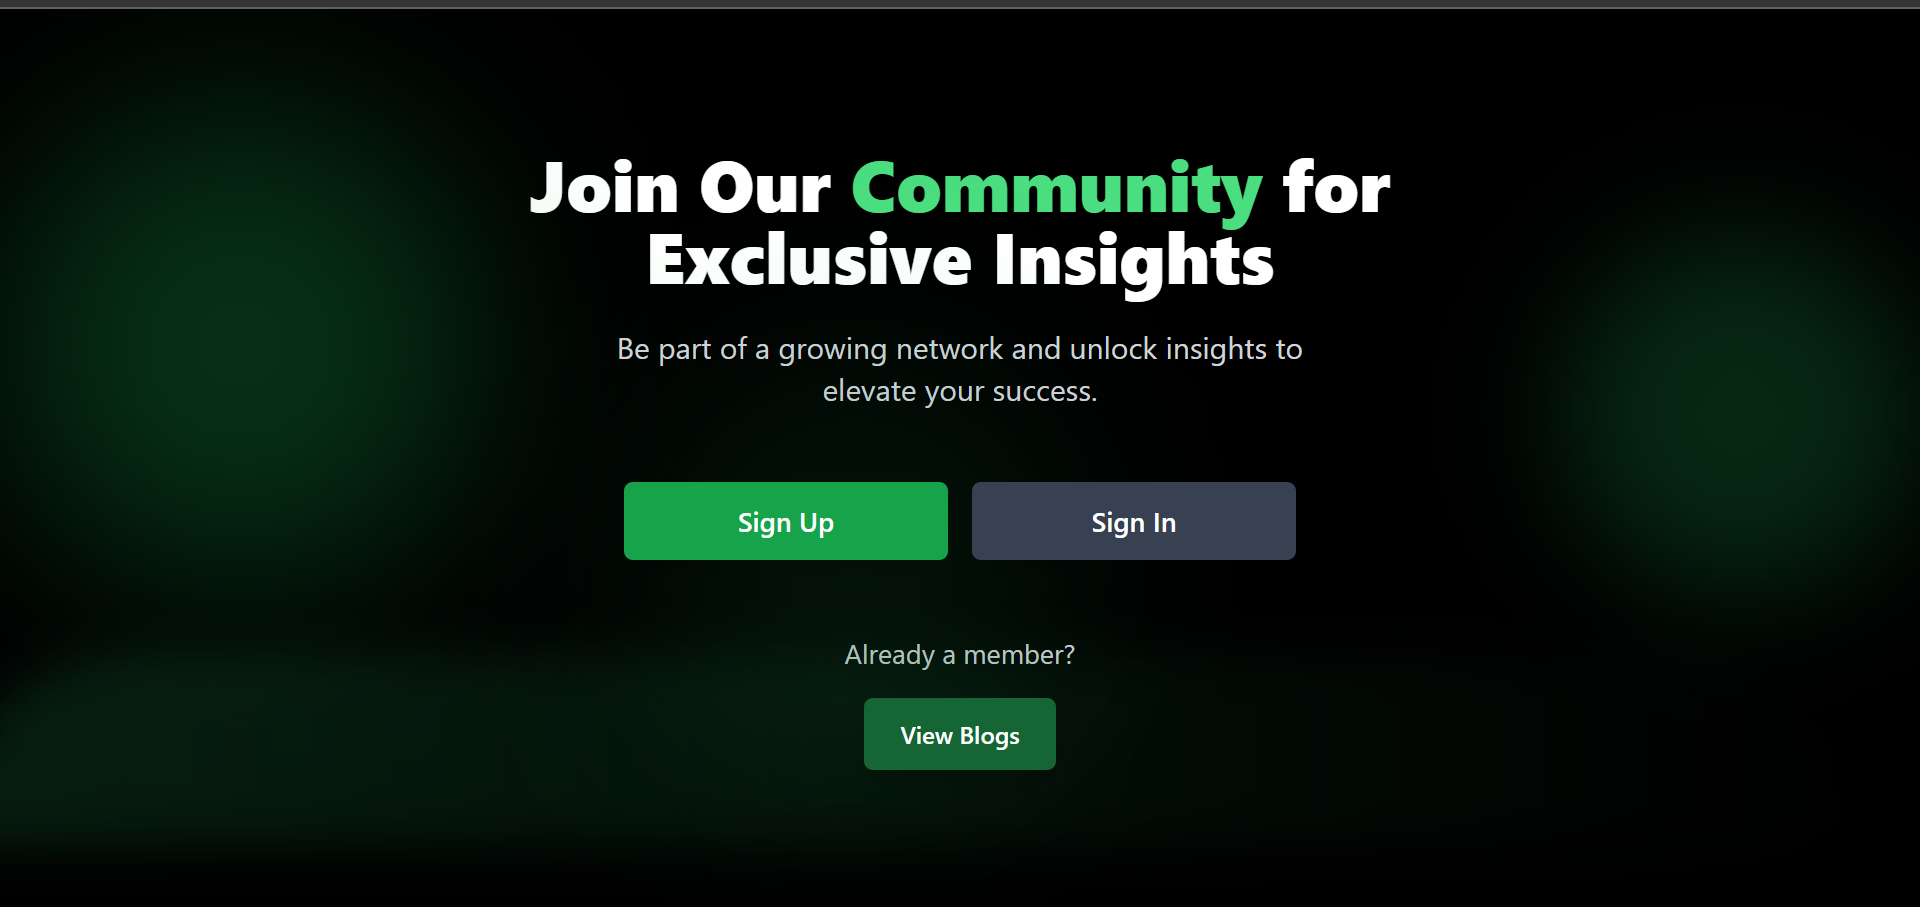 Join Our Community for
Exclusive Insights
Be part of a growing network and unlock insights to
elevate your success.
Sign Up
Sign In
Already a member?
View Blogs